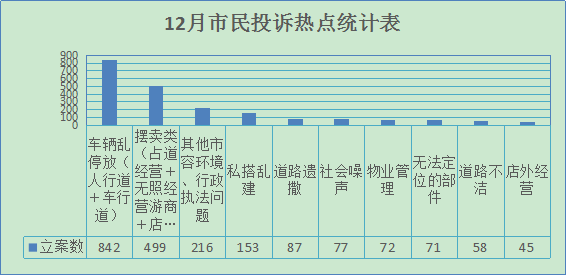 12月市民投诉热点统计表
900
800
700
600
500
400
300
200
100
0
车辆乱
停放（
人行道
＋车行
道）
摆卖类
（占道
经营＋
无照经
营游商
＋店…
其他市
容环境
、行政
执法问
题
私搭乱
建
道路遗
撒
社会噪
声
物业管
理
无法定
位的部
件
道路不
洁
店外经
营
立案数 842 499 216 153 87 77 72 71 58 45